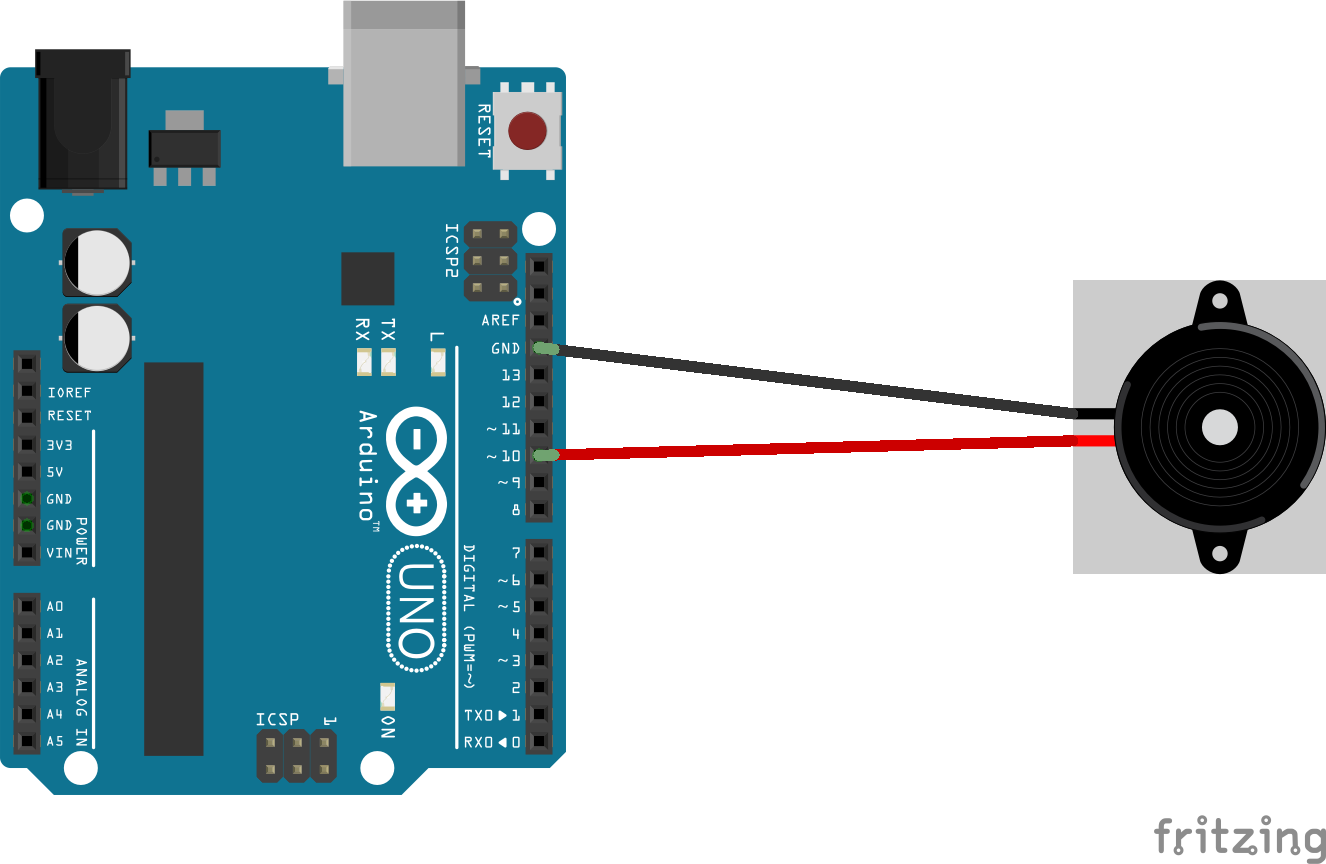 RESET
ICSP2
AREF
GND
13
12
~11
~10
~9
8
RX
TX
L
IOREF
RESET
3V3
5V
GND
GND
VIN
POWER
Arduino™
UNO
DIGITAL (PWM=~)
7
~6
~5
4
~3
2
TX0▶1
RX0◀0
A0
A1
A2
A3
A4
A5
ANALOG IN
ICSP
1
ON
fritzing